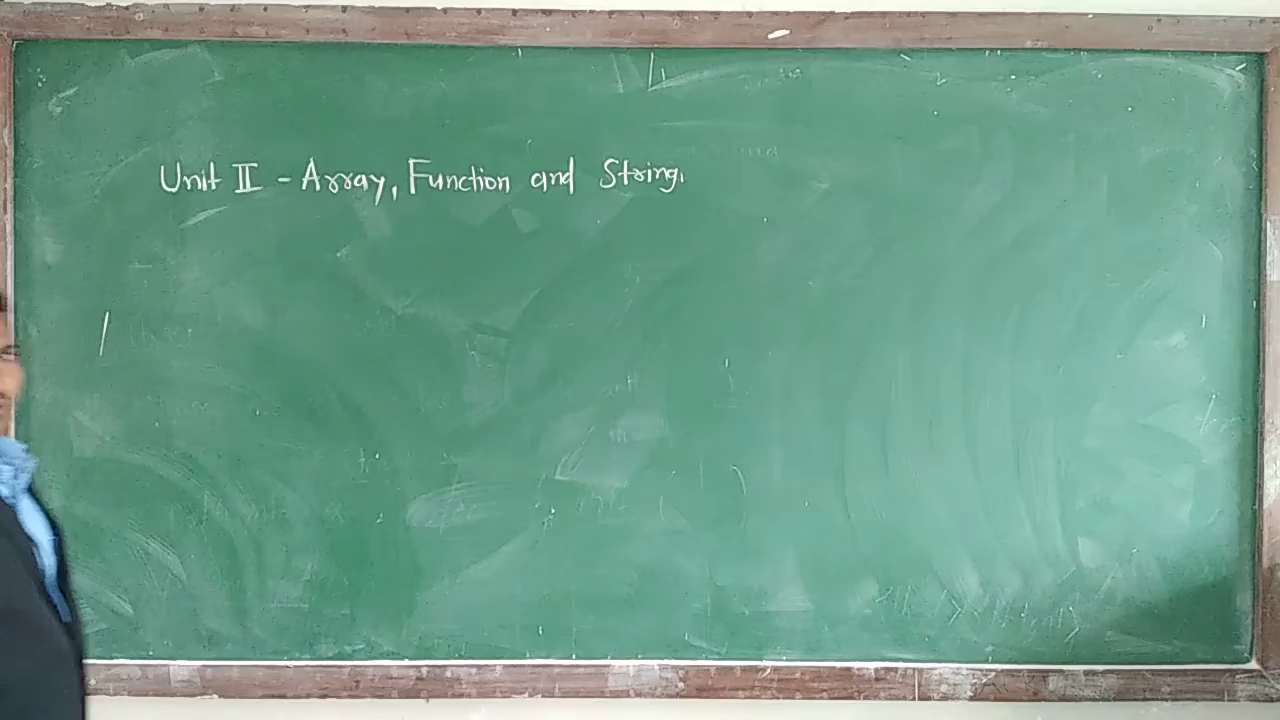 Unit II - Array, Function and String.